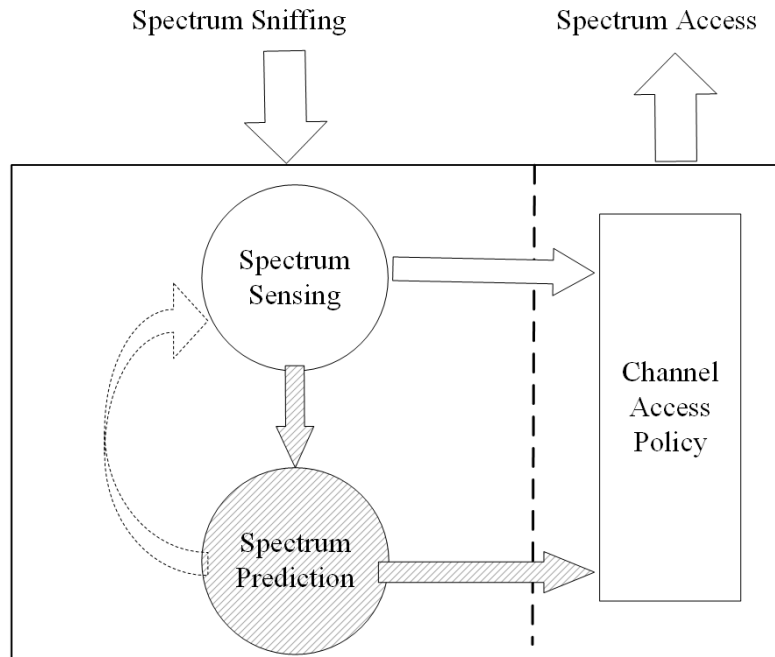 Spectrum Sniffing
Spectrum Access
Spectrum
Sensing
Channel
Access
Policy
Spectrum
Prediction